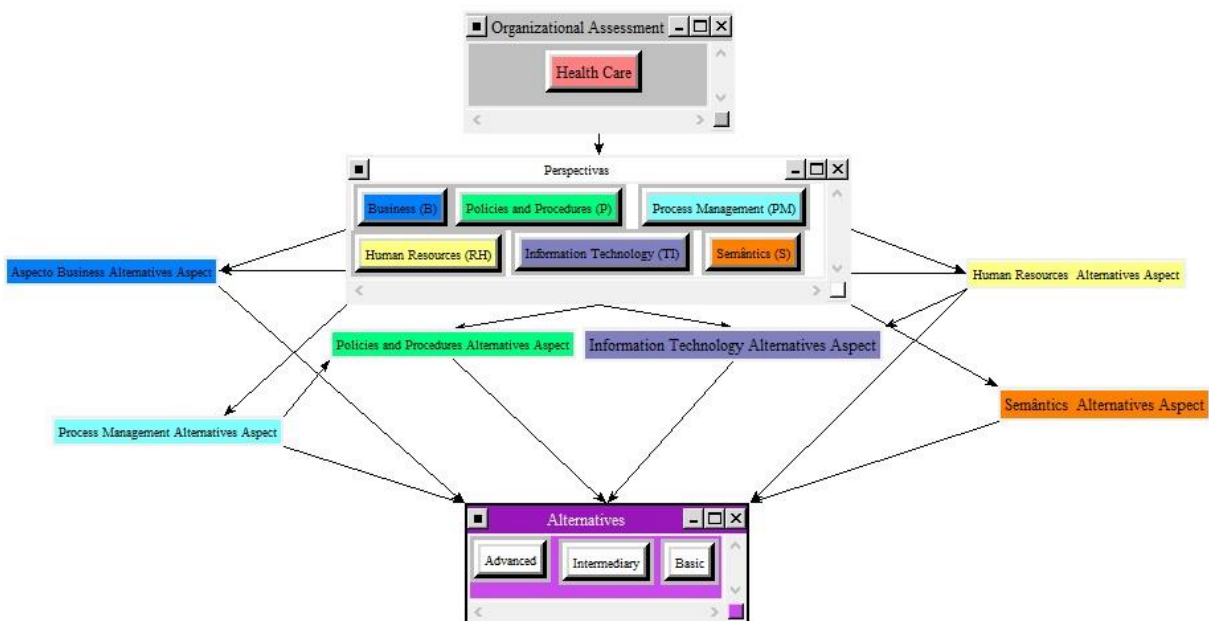 Organizational Assessment
Health Care
Perspectivas
Business (B) Policies and Procedures (P) Process Management (PM)
Human Resources (RH) Information Technology (TI) Semântics (S)
Aspecto Business Alternatives Aspect
Human Resources Alternatives Aspect
Policies and Procedures Alternatives Aspect
Information Technology Alternatives Aspect
Semântics Alternatives Aspect
Process Management Alternatives Aspect
Alternatives
Advanced Intermediary Basic